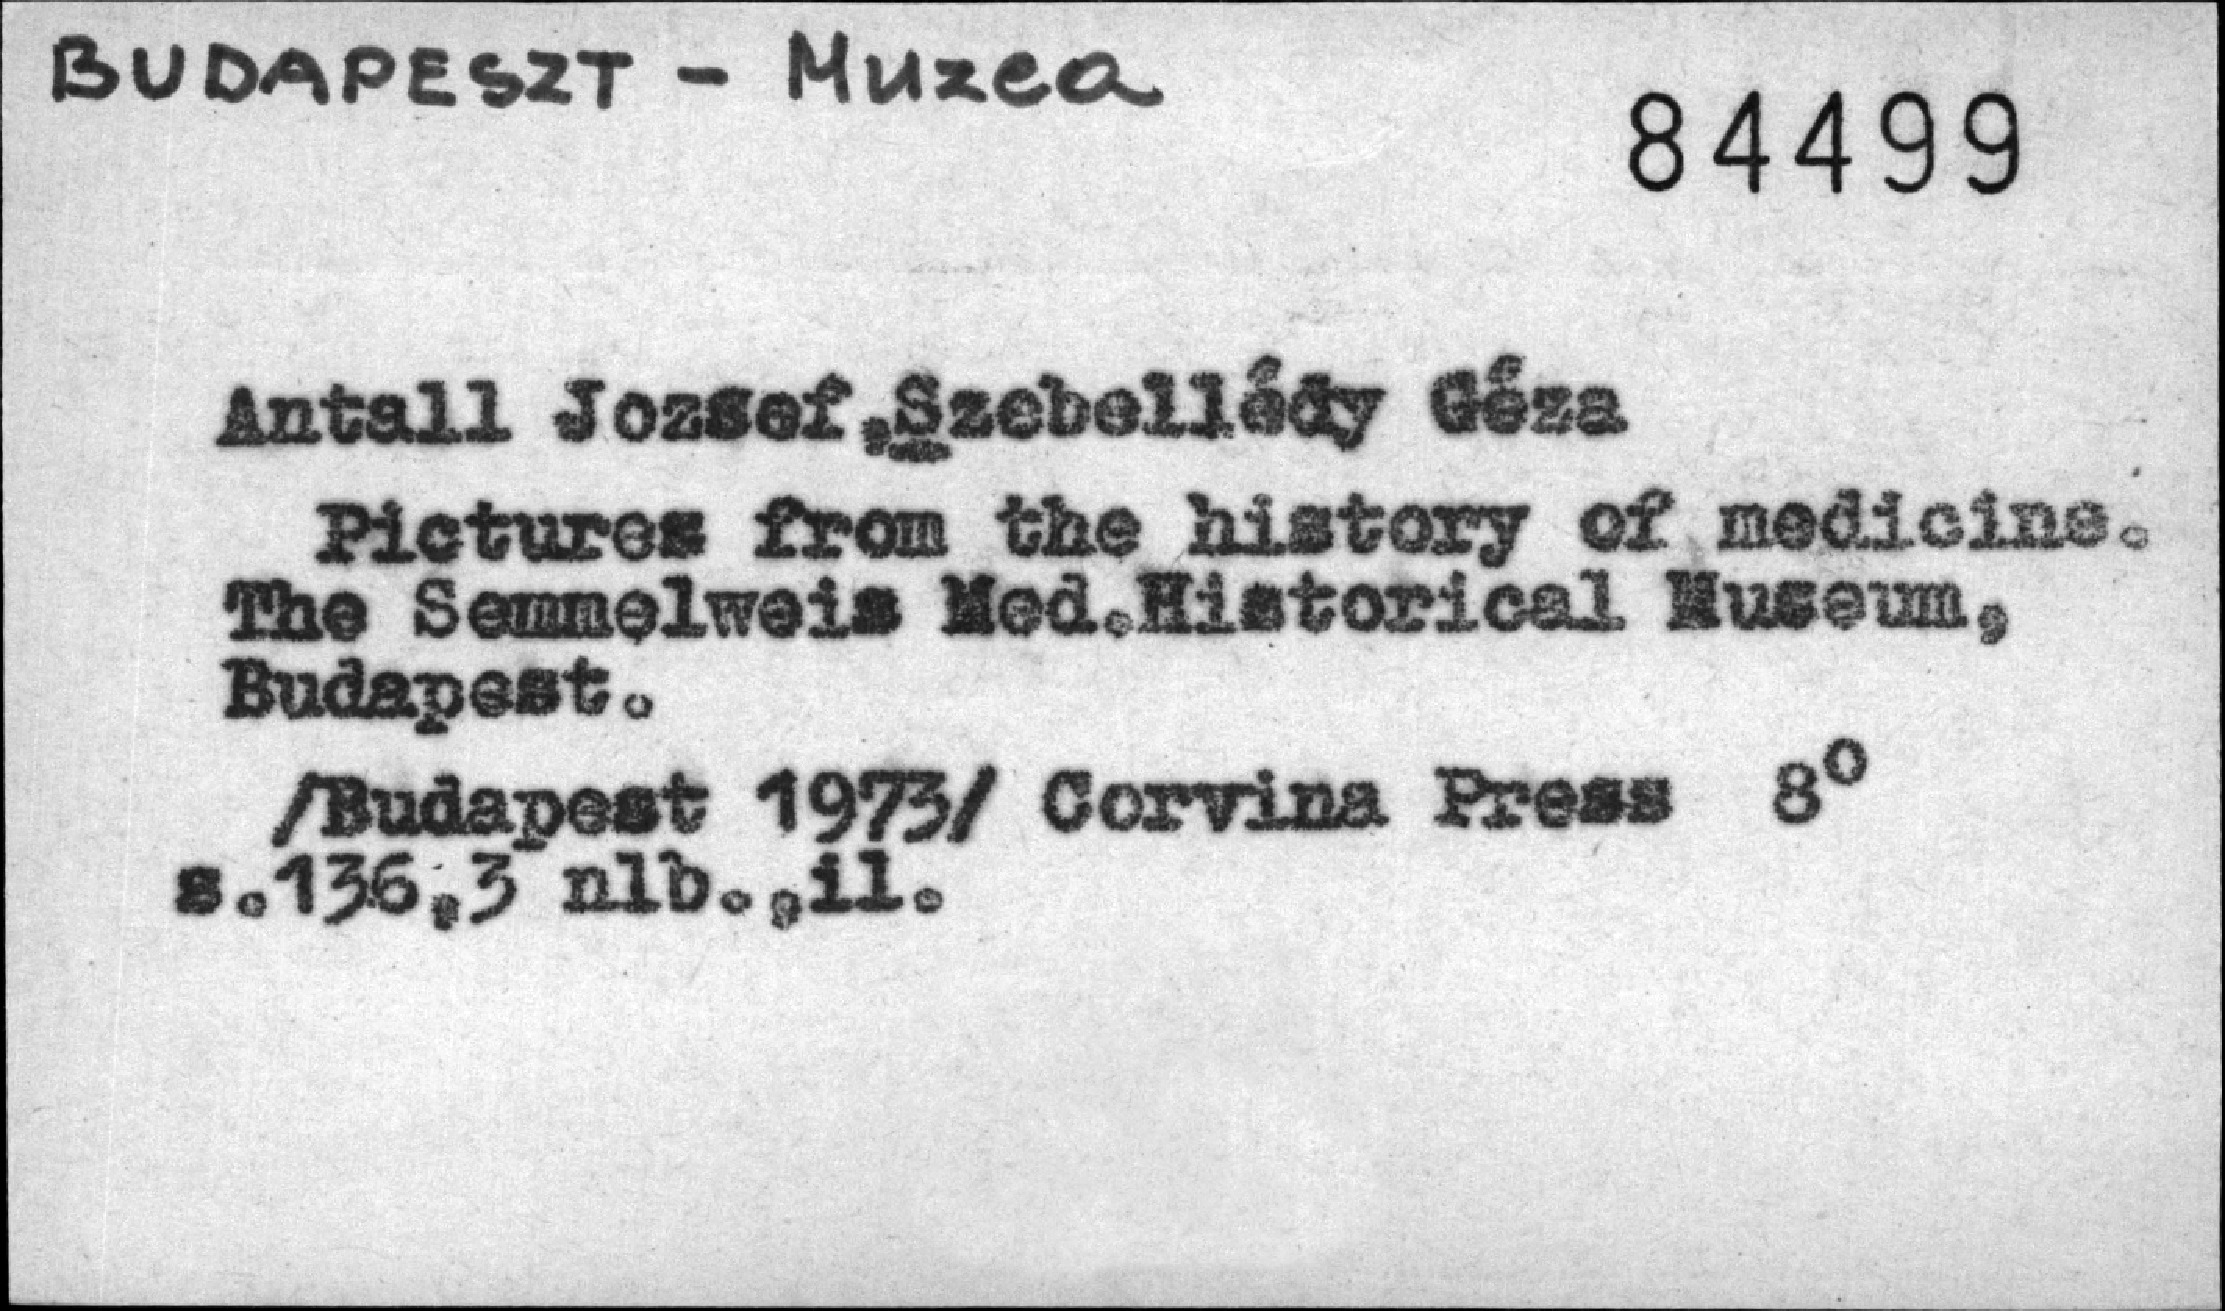 BUDAPESZT - Muzea
84499
Antall Jozsef,Szebellédy Géza
Pictures from the history of medicine.
The Semmelweis Med.Historical Museum,
Budapest.
/Budapest 1973/ Corvina Press 8°
s.136,3 nlb.,il.